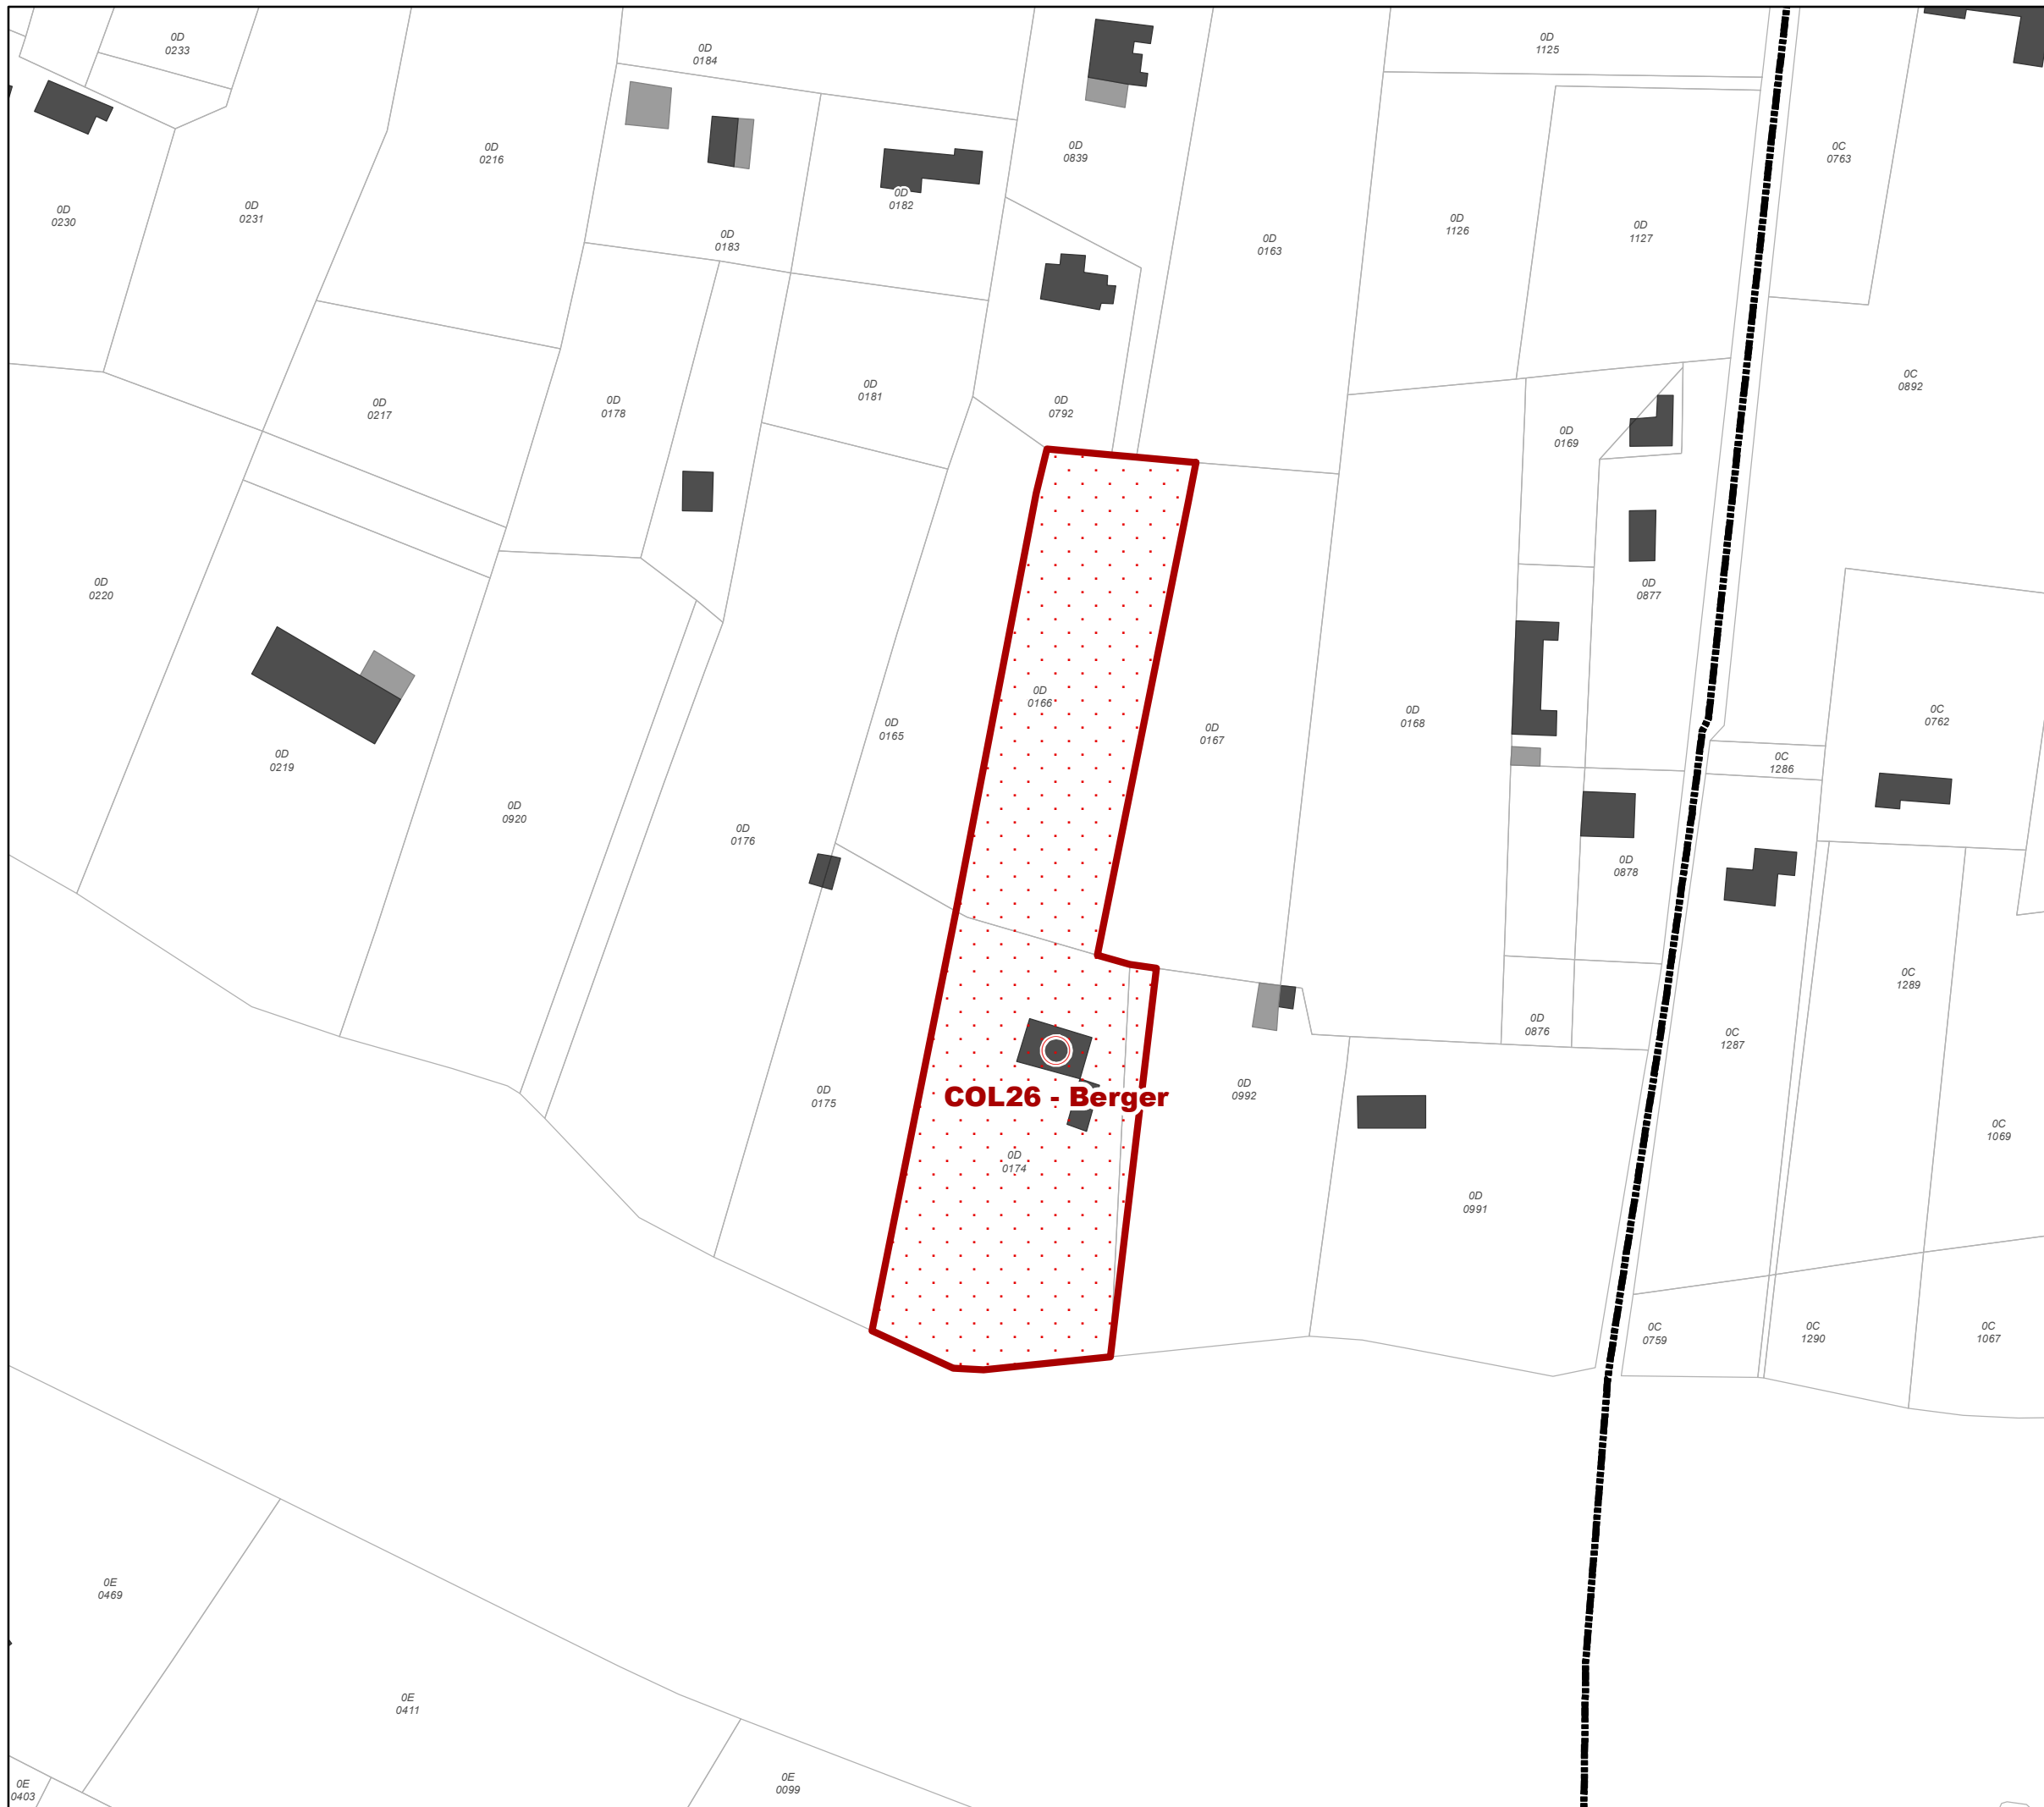 0D
0233
0D
0184
0D
1125
0D
0216
0D
0839
0C
0763
0D
0230
0D
0231
0D
0183
0D
0182
0D
0163
0D
1126
0D
1127
0D
0217
0D
0178
0D
0181
0D
0792
0D
0169
0C
0892
0D
0220
0D
0877
0D
0166
0D
0165
0D
0167
0D
0168
0C
0762
0D
0219
0C
1286
0D
0920
0D
0176
0D
0878
0C
1289
0D
0876
0C
1287
0D
0175
COL26 - Berger
0D
0992
0C
1069
0D
0174
0D
0991
0C
0759
0C
1290
0C
1067
0E
0469
0E
0411
0E
0403
0E
0099